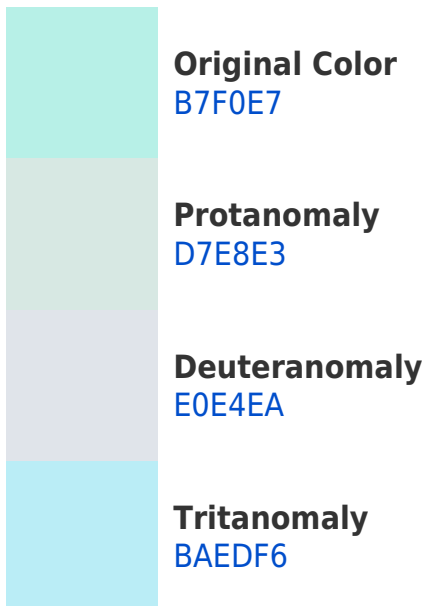 Original Color
B7F0E7
Protanomaly
D7E8E3
Deuteranomaly
E0E4EA
Tritanomaly
BAEDF6